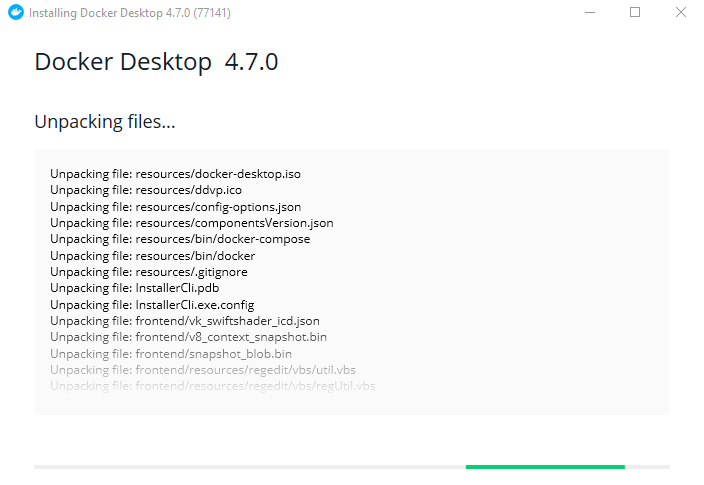 Installing Docker Desktop 4.7.0 (77141)
Docker Desktop 4.7.0
Unpacking files...
Unpacking file: resources/docker-desktop.iso
Unpacking file: resources/ddvp.ico
Unpacking file: resources/config-options.json
Unpacking file: resources/componentsVersion.json
Unpacking file: resources/bin/docker-compose
Unpacking file: resources/bin/docker
Unpacking file: resources/.gitignore
Unpacking file: InstallerCli.pdb
Unpacking file: InstallerCli.exe.config
Unpacking file: frontend/vk_swiftshader_icd.json
Unpacking file: frontend/v8_context_snapshot.bin
Unpacking file: frontend/snapshot_blob.bin
Unpacking file: frontend/resources/regedit/vbs/util.vbs
Unpacking file: frontend/resources/regedit/vbs/regUtil.vbs